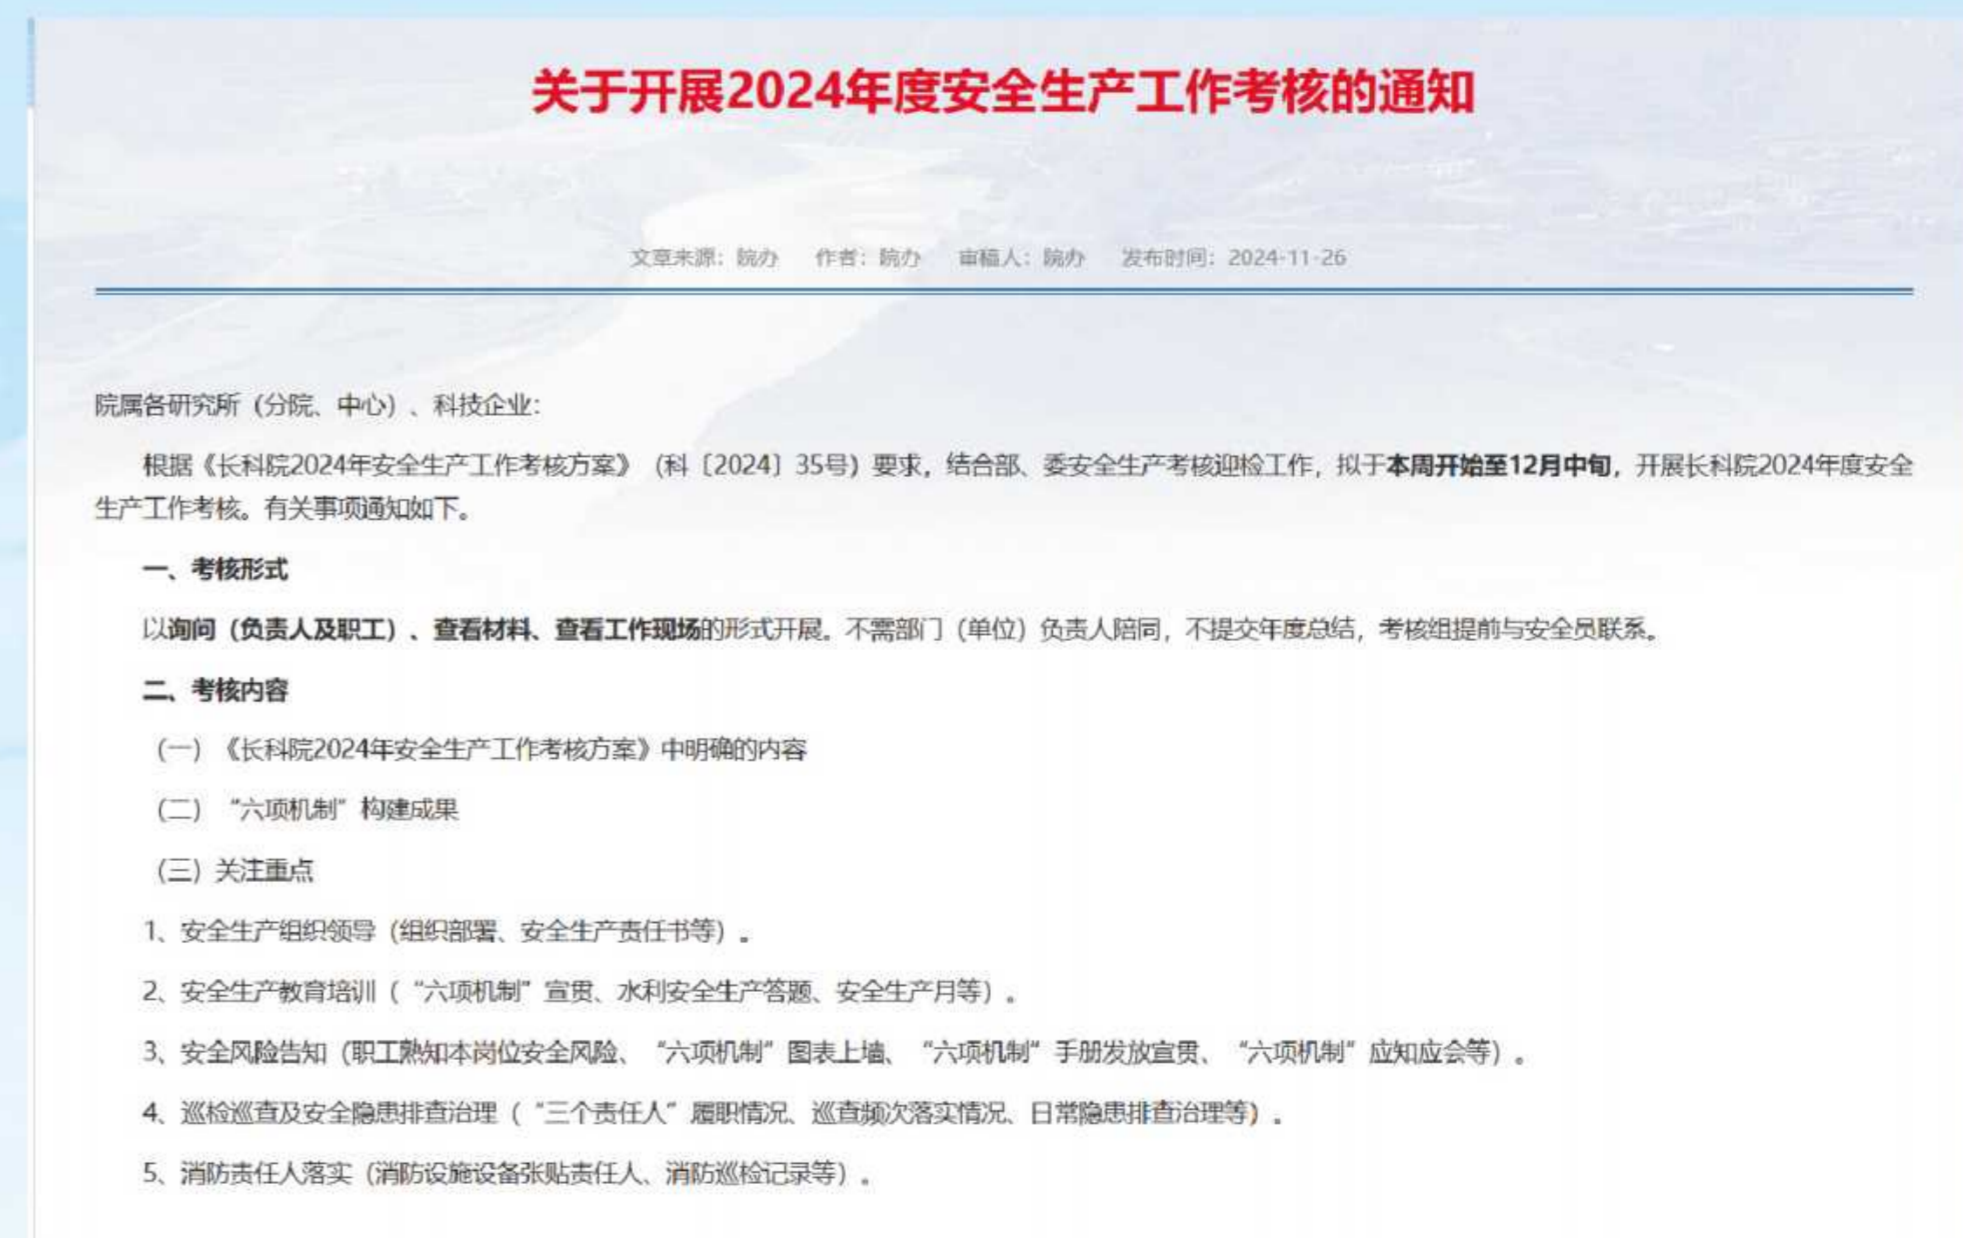 关于开展2024年度安全生产工作考核的通知
文章来源：院办 作者：院办 审稿人：院办 发布时间：2024-11-26
院属各研究所（分院、中心）、科技企业：
根据《长科院2024年安全生产工作考核方案》（科〔2024〕35号）要求，结合部、委安全生产考核迎检工作，拟于本周开始至12月中旬，开展长科院2024年度安全
生产工作考核。有关事项通知如下。
一、考核形式
以询问（负责人及职工）、查看材料、查看工作现场的形式开展。不需部门（单位）负责人陪同，不提交年度总结，考核组提前与安全员联系。
二、考核内容
（一）《长科院2024年安全生产工作考核方案》中明确的内容
（二）“六项机制”构建成果
（三）关注重点
1、安全生产组织领导（组织部署、安全生产责任书等）。
2、安全生产教育培训（“六项机制”宣贯、水利安全生产答题、安全生产月等）。
3、安全风险告知（职工熟知本岗位安全风险、“六项机制”图表上墙、“六项机制”手册发放宣贯、“六项机制”应知应会等）。
4、巡检巡查及安全隐患排查治理（“三个责任人”履职情况、巡查频次落实情况、日常隐患排查治理等）。
5、消防责任人落实（消防设施设备张贴责任人、消防巡检记录等）。